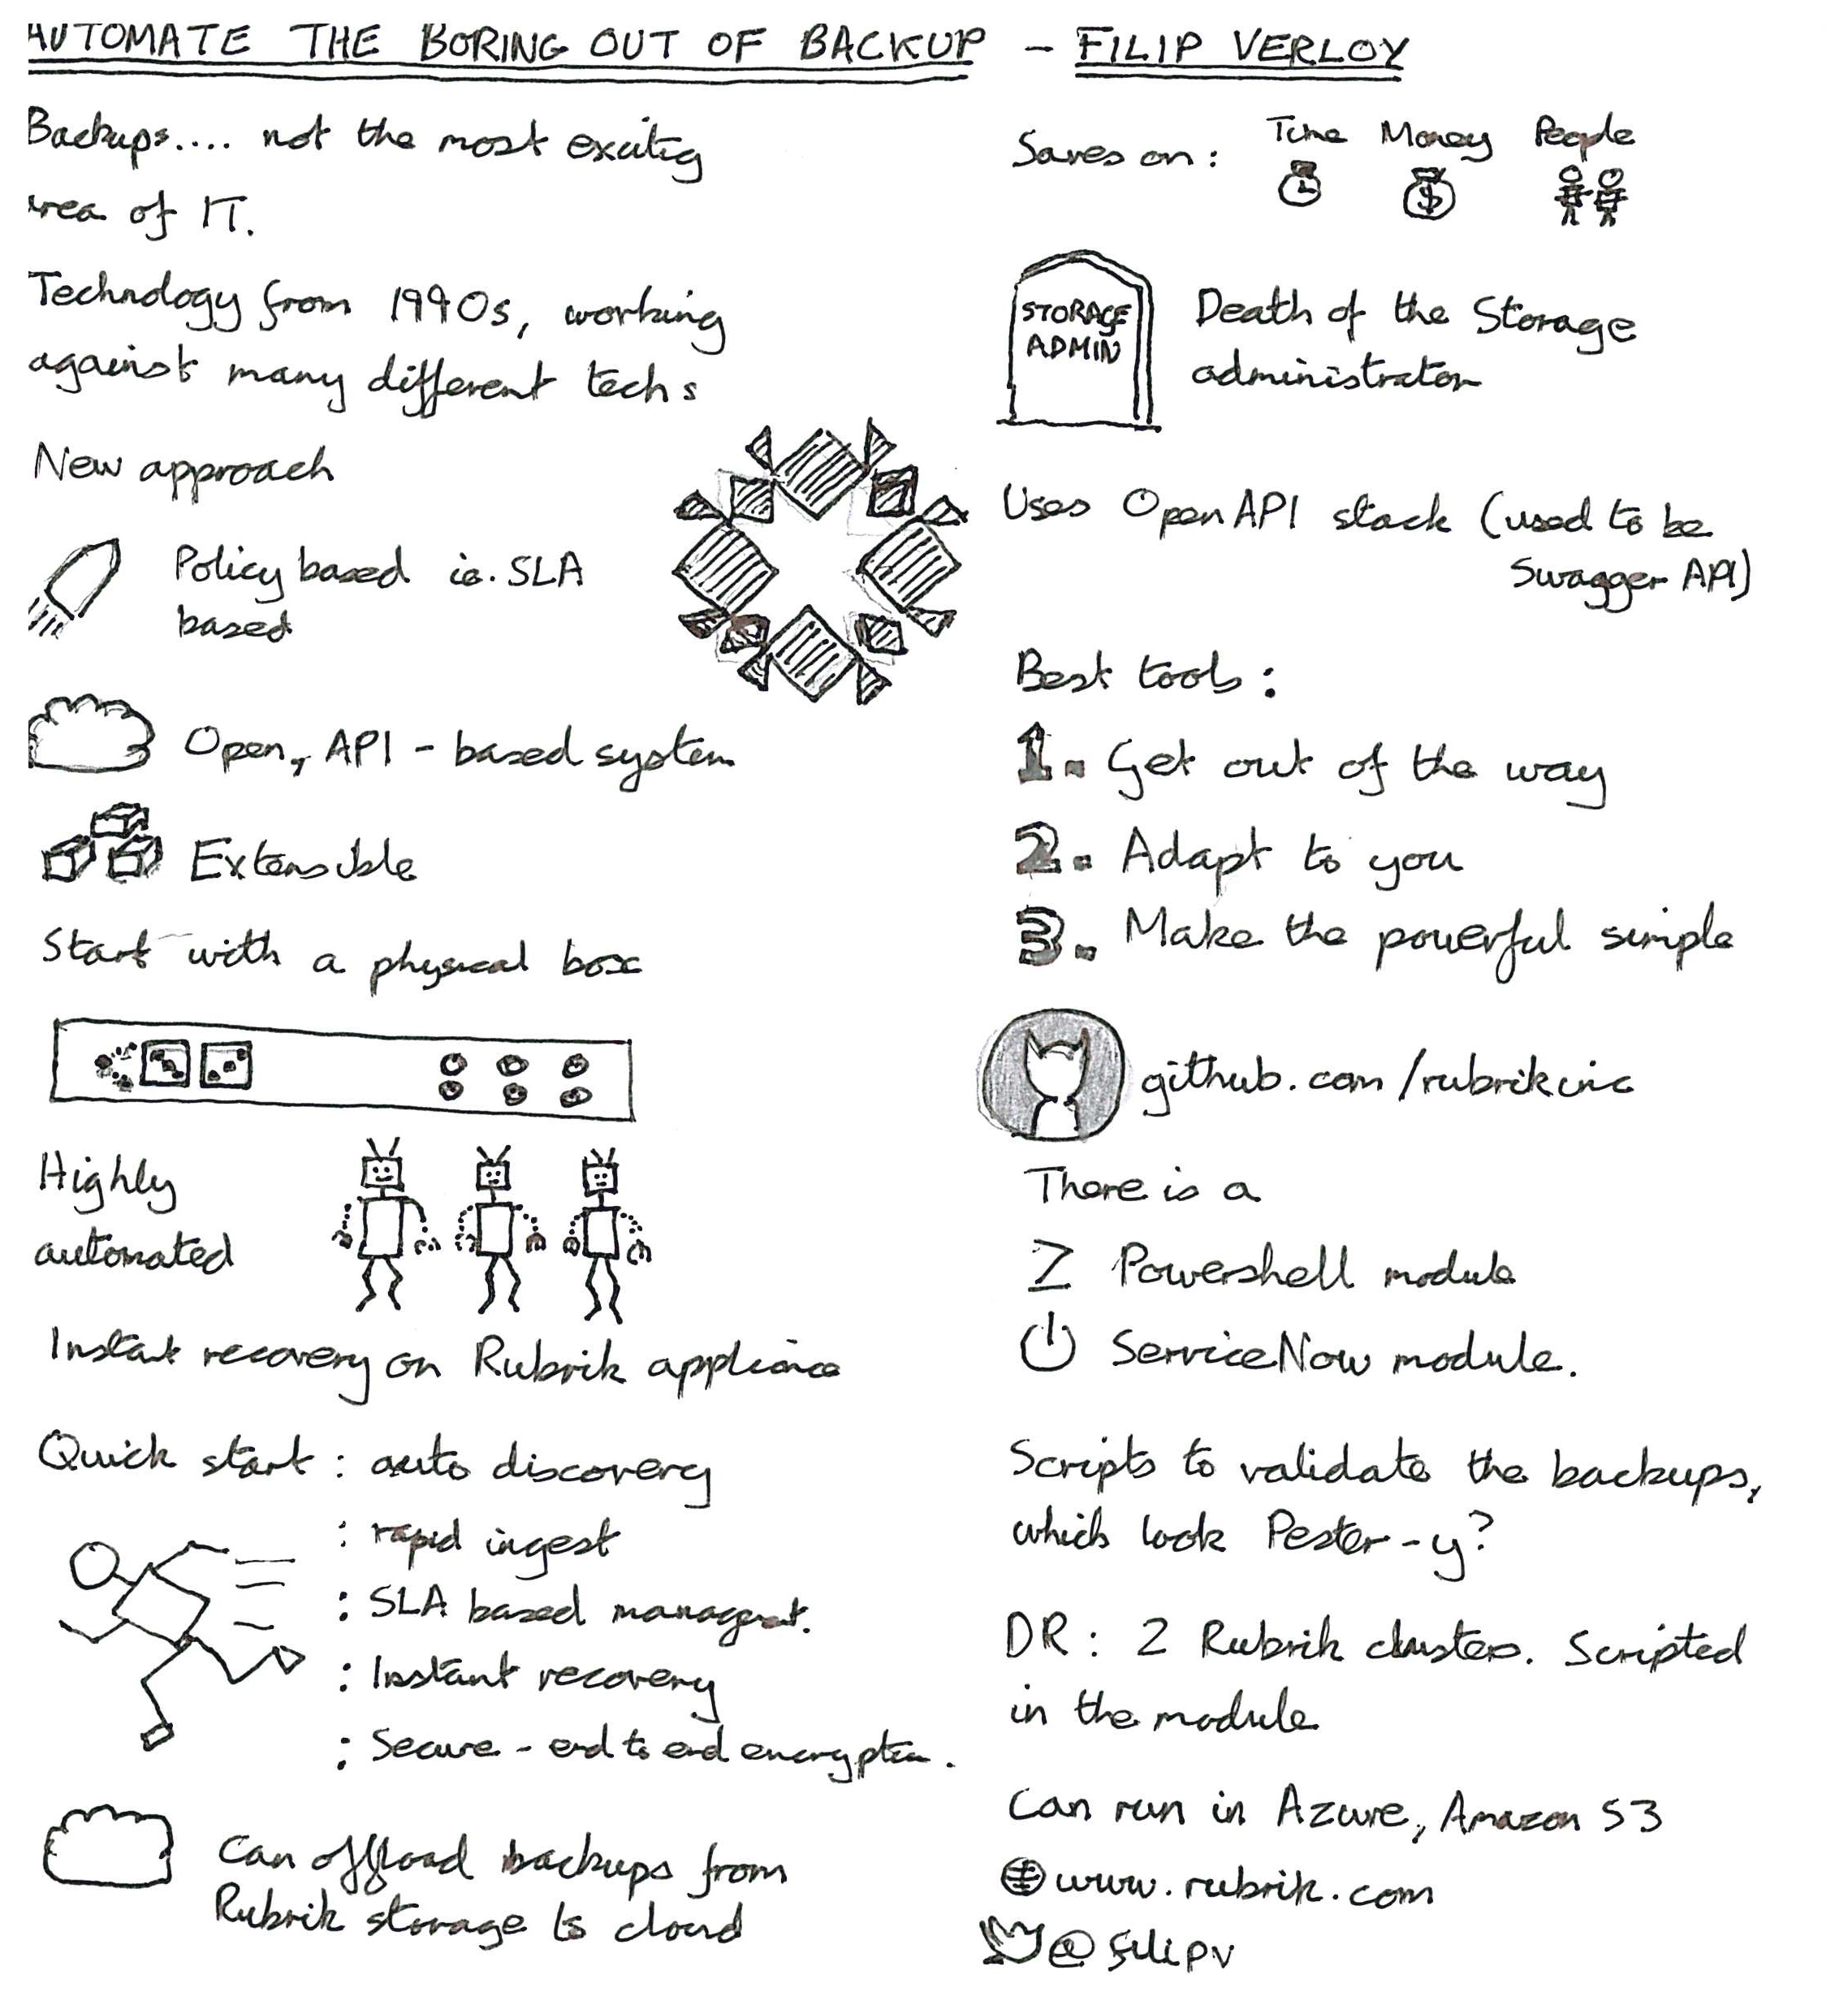 AUTOMATE THE BORING OUT OF BACKUP - FILIP VERLOY
Backups.... not the most exciting
area of IT.
Technology from 1990s, working
against many different techs
New approach
Policy based ie. SLA
based
Open, API - based system
Extensible
Start with a physical box
Highly
automated
Instant recovery on Rubrik appliance
Quick start : auto discovery
: rapid ingest
: SLA based managment.
: Instant recovery
: Secure - end to end encryption.
Can offload backups from
Rubrik storage to cloud
Saves on : Time Money People
$
STORAGE
ADMIN
Death of the Storage
administrator
Uses OpenAPI stack (used to be
Swagger API)
Best tools :
1. Get out of the way
2. Adapt to you
3. Make the powerful simple
github.com/rubrikinc
There is a
Powershell module
ServiceNow module.
Scripts to validate the backups,
which look Pester-y?
DR : 2 Rubrik clusters. Scripted
in the module
Can run in Azure, Amazon S3
www.rubrik.com
@filipv